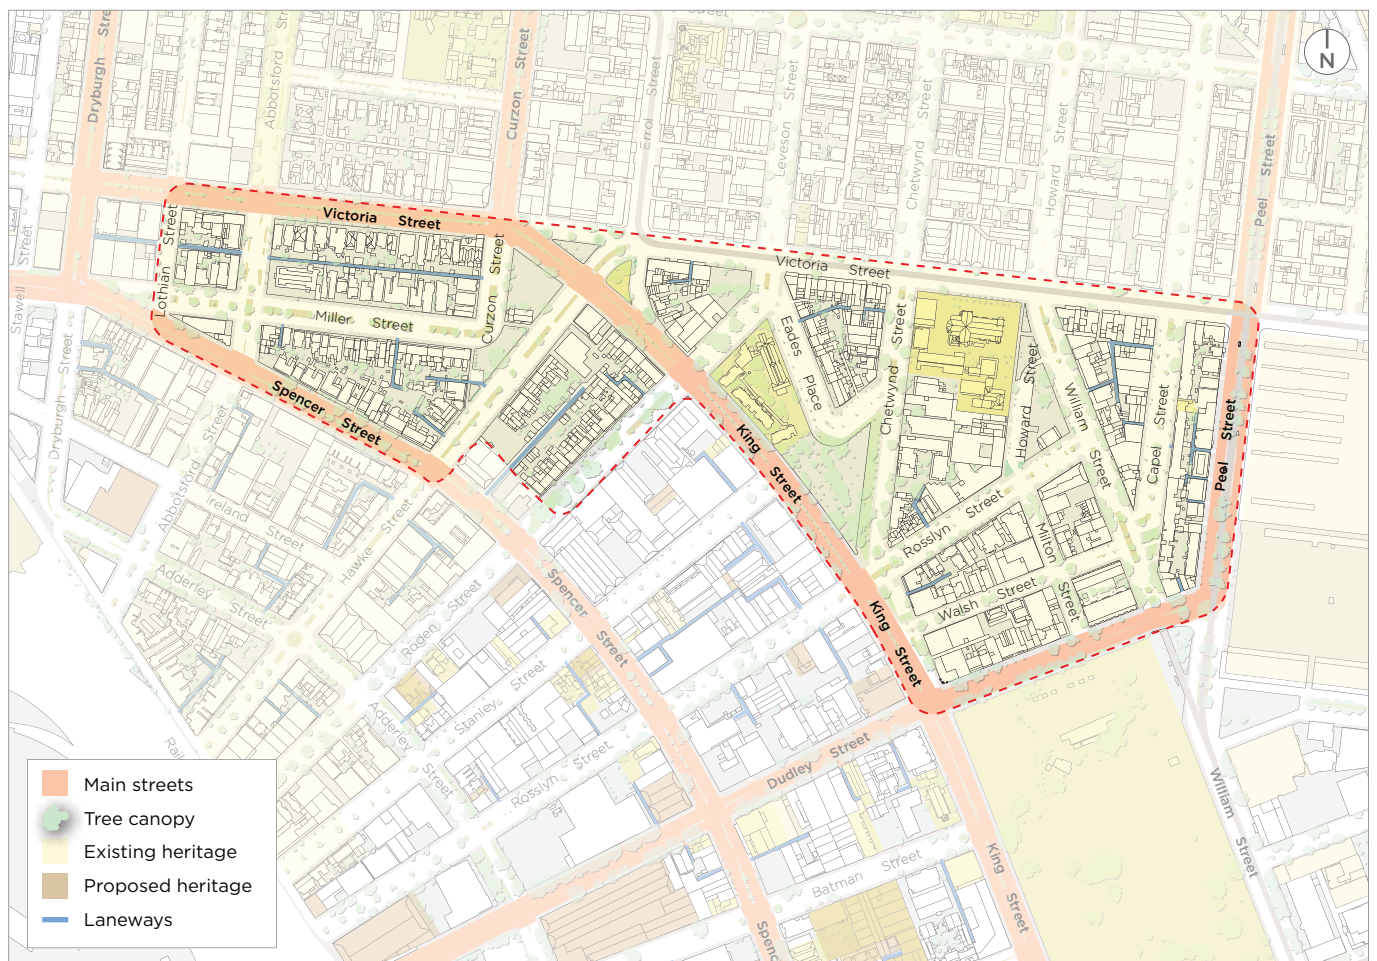 Dryburgh Stre
Abbotsford
Curzon Street
Errol Street
Street
Leveson Street
Chetwynd Street
Howard Street
Peel Street
N
Street
Lothian Street
Victoria Street
Curzon Street
Victoria Street
Stawell
Miller Street
Eades Place
Chetwynd Street
Howard Street
William Street
Capel Street
Peel Street
Dryburgh Street
Spencer Street
King Street
Abbotsford Street
Ireland Street
Hawke Street
Adderley Street
Rosslyn Street
Milton Street
Walsh Street
Roden Street
Spencer Street
King Street
Stanley Street
Adderley Street
Rail
Rosslyn Street
Dudley Street
William Street
Batman Street
King Street
Spenc
Main streets
Tree canopy
Existing heritage
Proposed heritage
Laneways